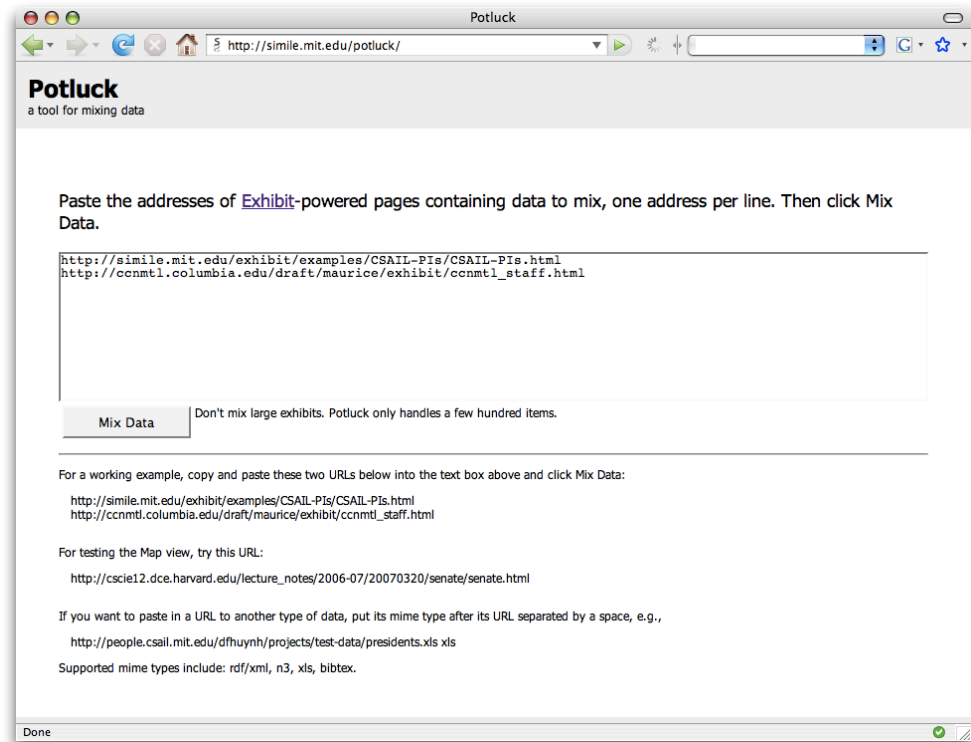 Potluck
http://simile.mit.edu/potluck/
G
Potluck
a tool for mixing data
Paste the addresses of Exhibit-powered pages containing data to mix, one address per line. Then click Mix
Data.
http://simile.mit.edu/exhibit/examples/CSAIL-PIs/CSAIL-PIs.html
http://ccnmtl.columbia.edu/draft/maurice/exhibit/ccnmtl_staff.html
Mix Data
Don't mix large exhibits. Potluck only handles a few hundred items.
For a working example, copy and paste these two URLs below into the text box above and click Mix Data:
http://simile.mit.edu/exhibit/examples/CSAIL-PIs/CSAIL-PIs.html
http://ccnmtl.columbia.edu/draft/maurice/exhibit/ccnmtl_staff.html
For testing the Map view, try this URL:
http://cscie12.dce.harvard.edu/lecture_notes/2006-07/20070320/senate/senate.html
If you want to paste in a URL to another type of data, put its mime type after its URL separated by a space, e.g.,
http://people.csail.mit.edu/dfhuynh/projects/test-data/presidents.xls xls
Supported mime types include: rdf/xml, n3, xls, bibtex.
Done